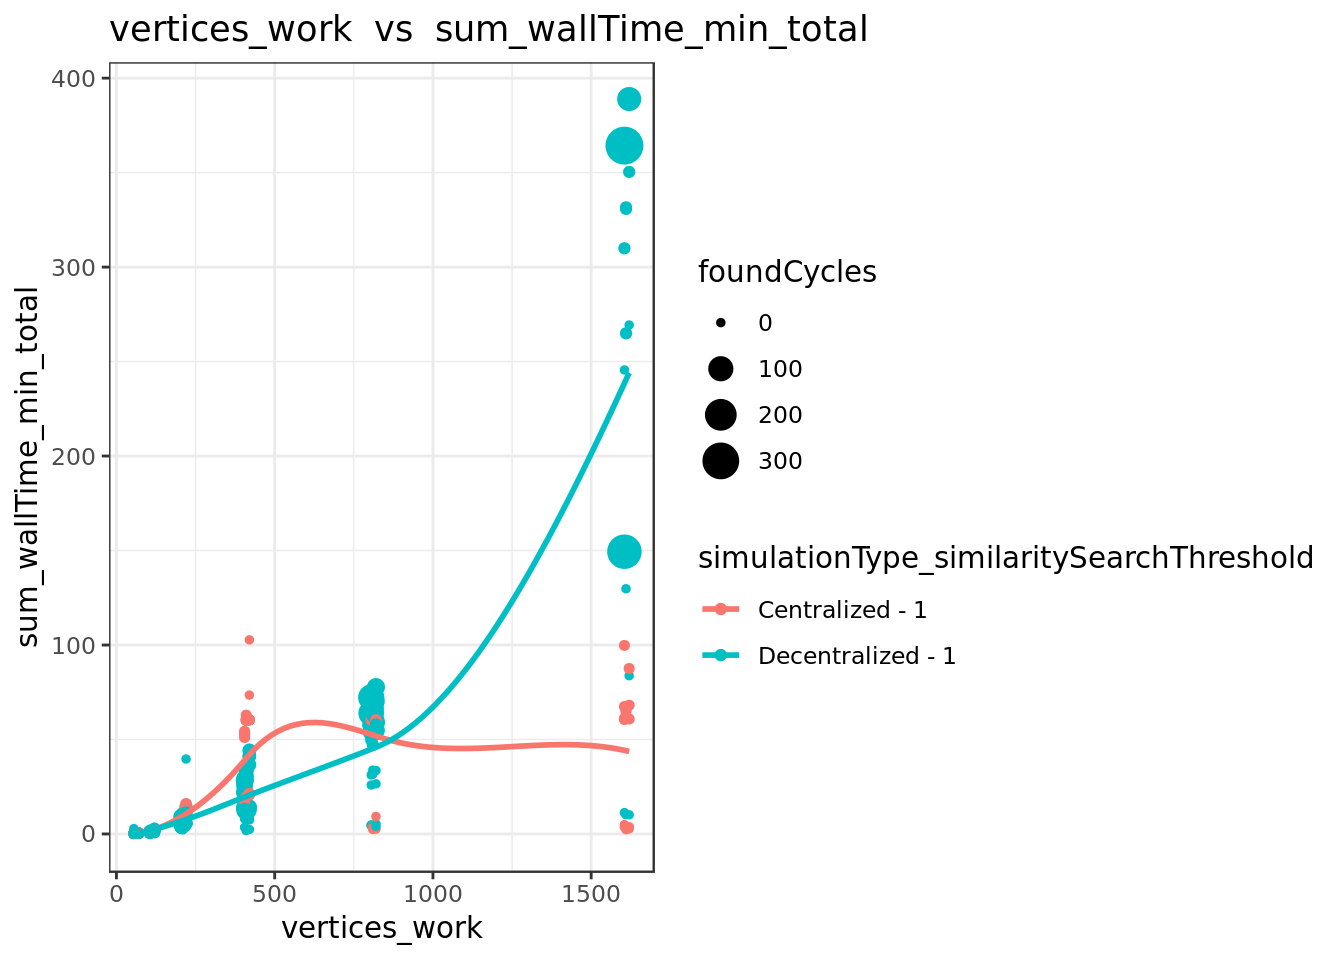 vertices_work vs sum_wallTime_min_total
400
300
200
100
0
sum_wallTime_min_total
0
500
1000
1500
vertices_work
foundCycles
0
100
200
300
simulationType_similaritySearchThreshold
Centralized - 1
Decentralized - 1